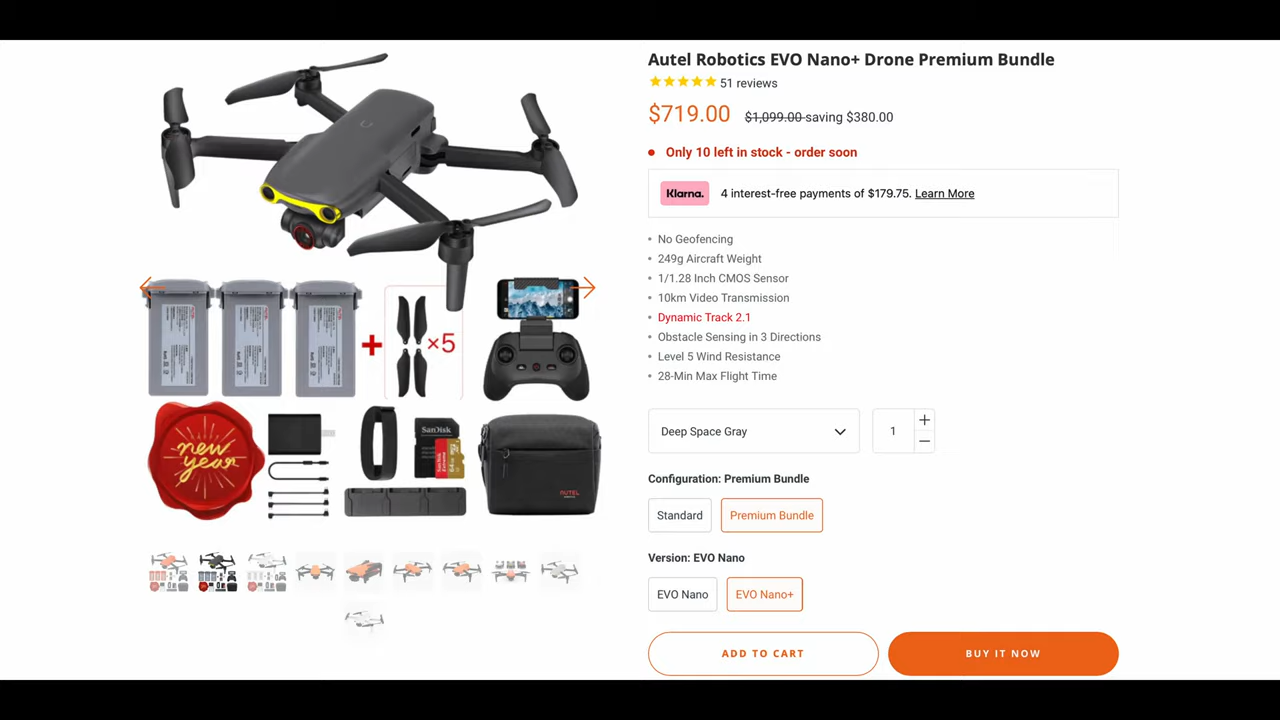 Autel Robotics EVO Nano+ Drone Premium Bundle
51 reviews
$719.00 $1,099.00 saving $380.00
Only 10 left in stock - order soon
Klarna. 4 interest-free payments of $179.75. Learn More
No Geofencing
249g Aircraft Weight
1/1.28 Inch CMOS Sensor
10km Video Transmission
Dynamic Track 2.1
Obstacle Sensing in 3 Directions
Level 5 Wind Resistance
28-Min Max Flight Time
Deep Space Gray
1
Configuration: Premium Bundle
Standard
Premium Bundle
Version: EVO Nano
EVO Nano
EVO Nano+
ADD TO CART
BUY IT NOW
+
×5
new
year
SanDisk
SanDisk
Extreme
64
AUTEL